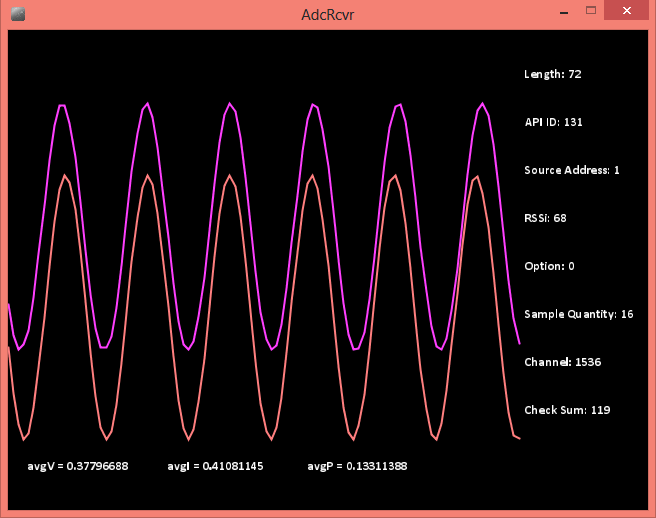 AdcRcvr
Length: 72
API ID: 131
Source Address: 1
RSSi: 68
Option: 0
Sample Quantity: 16
Channel: 1536
Check Sum: 119
avgV = 0.37796688 avgI = 0.41081145 avgP = 0.13311388